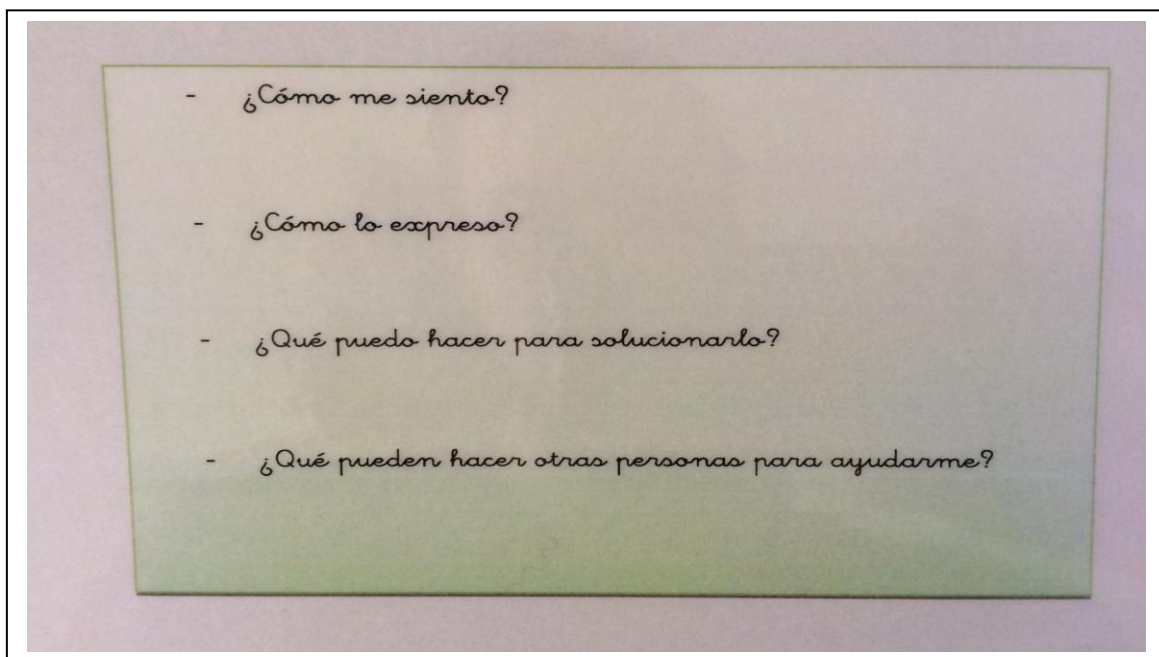 - ¿Cómo me siento?
- ¿Cómo lo expreso?
- ¿Qué puedo hacer para solucionarlo?
- ¿Qué pueden hacer otras personas para ayudarme?